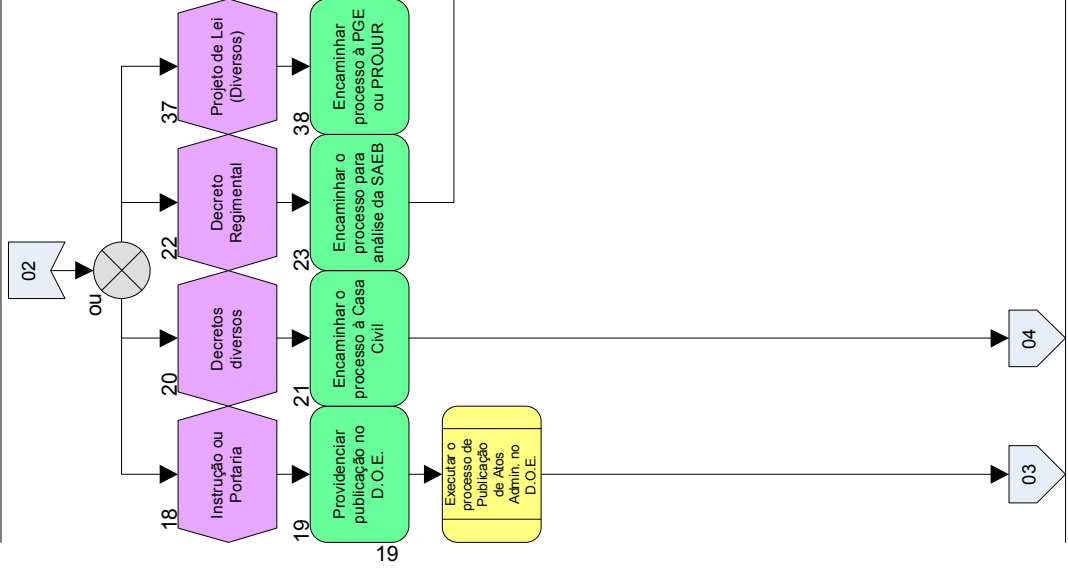 02
ou
18
Instrução ou
Portaria
20
Decretos
diversos
22
Decreto
Regimental
37
Projeto de Lei
(Diversos)
19
Providenciar
publicação no
D.O.E.
21
Encaminhar o
processo à Casa
Civil
23
Encaminhar o
processo para
análise da SAEB
38
Encaminhar
processo à PGE
ou PROJUR
19
Executar o
processo de
Publicação
de Atos
Admin. no
D.O.E.
03
04